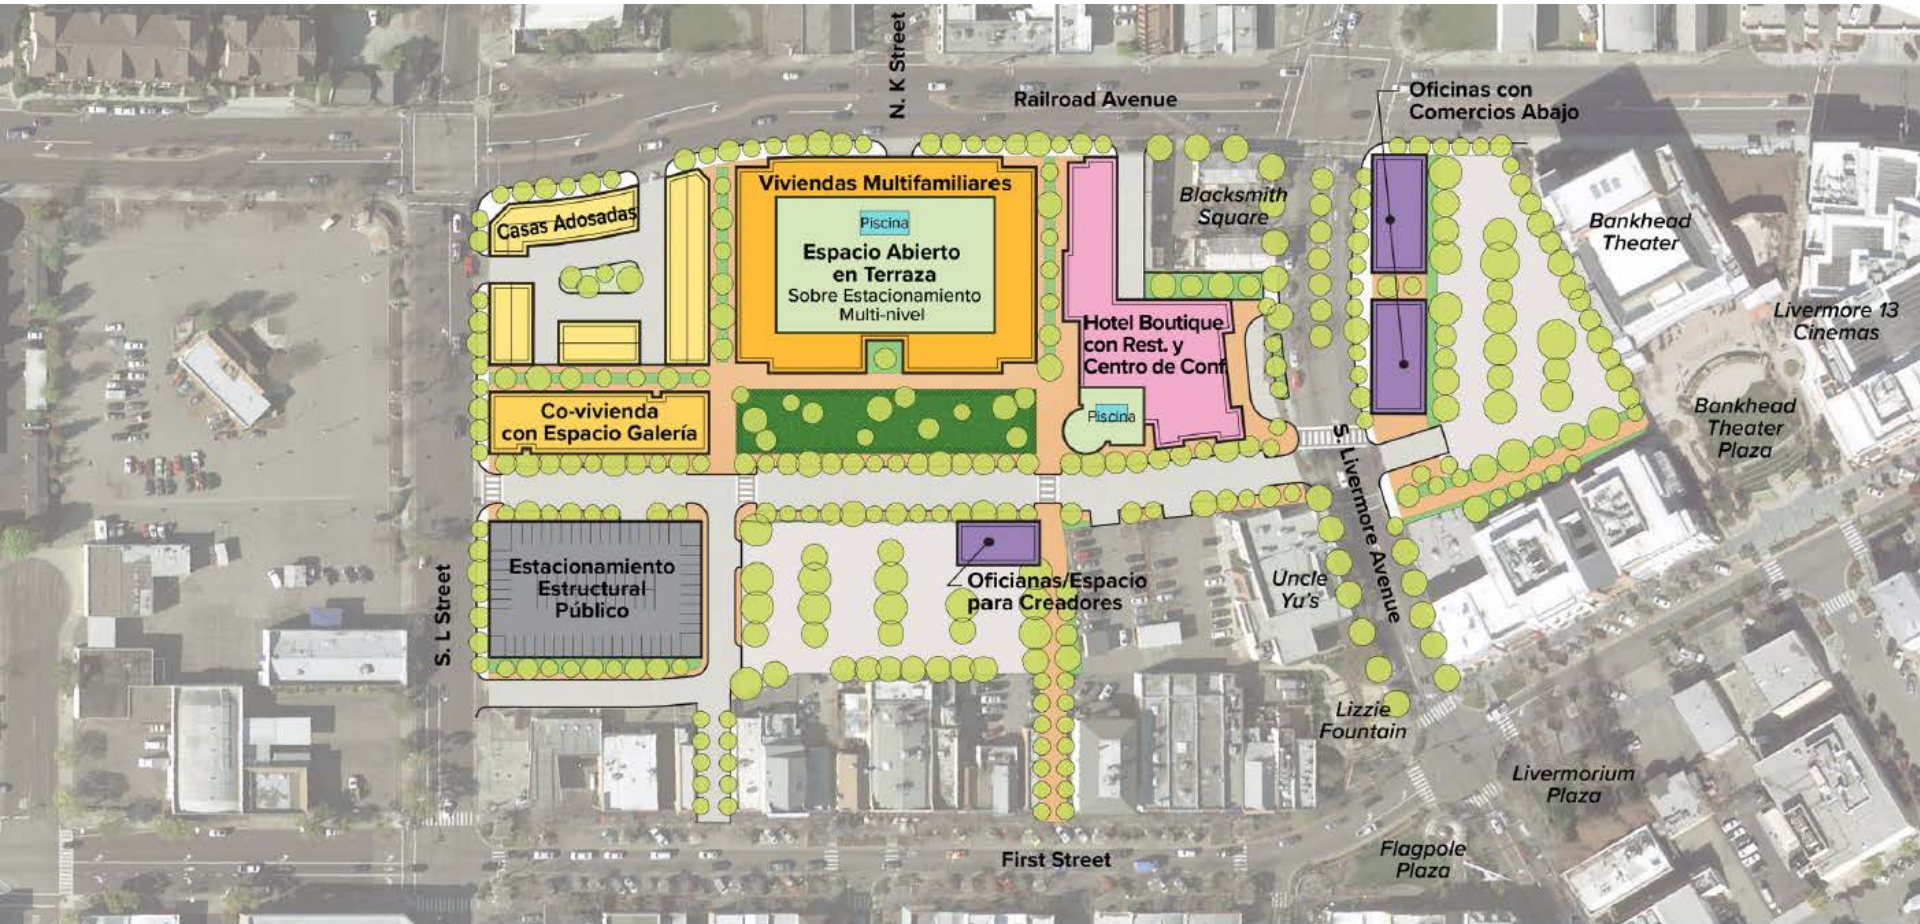 N. K Street
Railroad Avenue
Oficinas con
Comercios Abajo
Viviendas Multifamiliares
Casas Adosadas
Piscina
Espacio Abierto
en Terraza
Sobre Estacionamiento
Multi-nivel
Blacksmith
Square
Bankhead
Theater
Livermore 13
Cinemas
Hotel Boutique
con Rest. y
Centro de Conf.
Piscina
Co-vivienda
con Espacio Galería
Bankhead
Theater
Plaza
S. Livermore Avenue
S. L Street
Estacionamiento
Estructural
Público
Oficianas/Espacio
para Creadores
Uncle
Yu's
Lizzie
Fountain
Livermorium
Plaza
First Street
Flagpole
Plaza